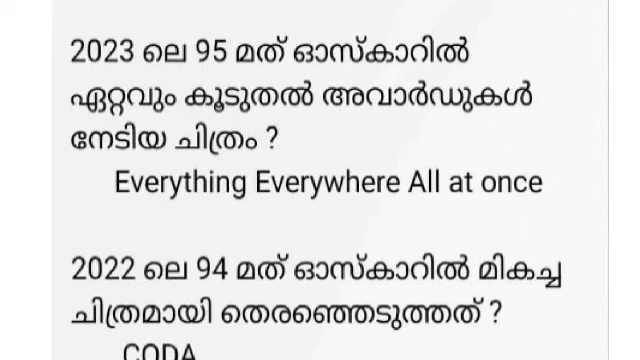 2023 ലെ 95 മത് ഓസ്കാറിൽ
ഏറ്റവും കൂടുതൽ അവാർഡുകൾ
നേടിയ ചിത്രം ?
Everything Everywhere All at once
2022 ലെ 94 മത് ഓസ്കാറിൽ മികച്ച
ചിത്രമായി തെരഞ്ഞെടുത്തത് ?
CODA